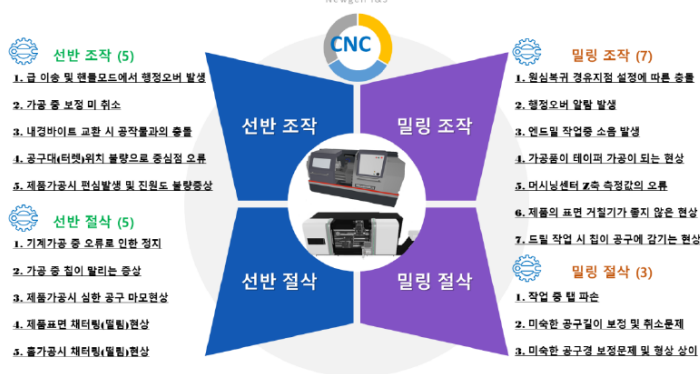 CNC
선반 조작 (5)
1. 급 이송 및 핸들모드에서 행정오버 발생
2. 가공 중 보정 미 취소
3. 내경바이트 교환 시 공작물과의 충돌
4. 공구대(터렛)위치 불량으로 중심점 오류
5. 제품가공시 편심발생 및 진원도 불량증상
선반 절삭 (5)
1. 기계가공 중 오류로 인한 정지
2. 가공 중 칩이 말리는 증상
3. 제품가공시 심한 공구 마모현상
4. 제품표면 채터링(떨림)현상
5. 홀가공시 채터링(떨림)현상
선반 조작
밀링 조작
선반 절삭
밀링 절삭
밀링 조작 (7)
1. 원심복귀 경유지점 설정에 따른 충돌
2. 행정오버 알람 발생
3. 엔드밀 작업중 소음 발생
4. 가공품이 테이퍼 가공이 되는 현상
5. 머시닝센터 Z축 측정값의 오류
6. 제품의 표면 거칠기가 좋지 않은 현상
7. 드릴 작업 시 칩이 공구에 감기는 현상
밀링 절삭 (3)
1. 작업 중 탭 파손
2. 미숙한 공구길이 보정 및 취소문제
3. 미숙한 공구경 보정문제 및 형상 상이